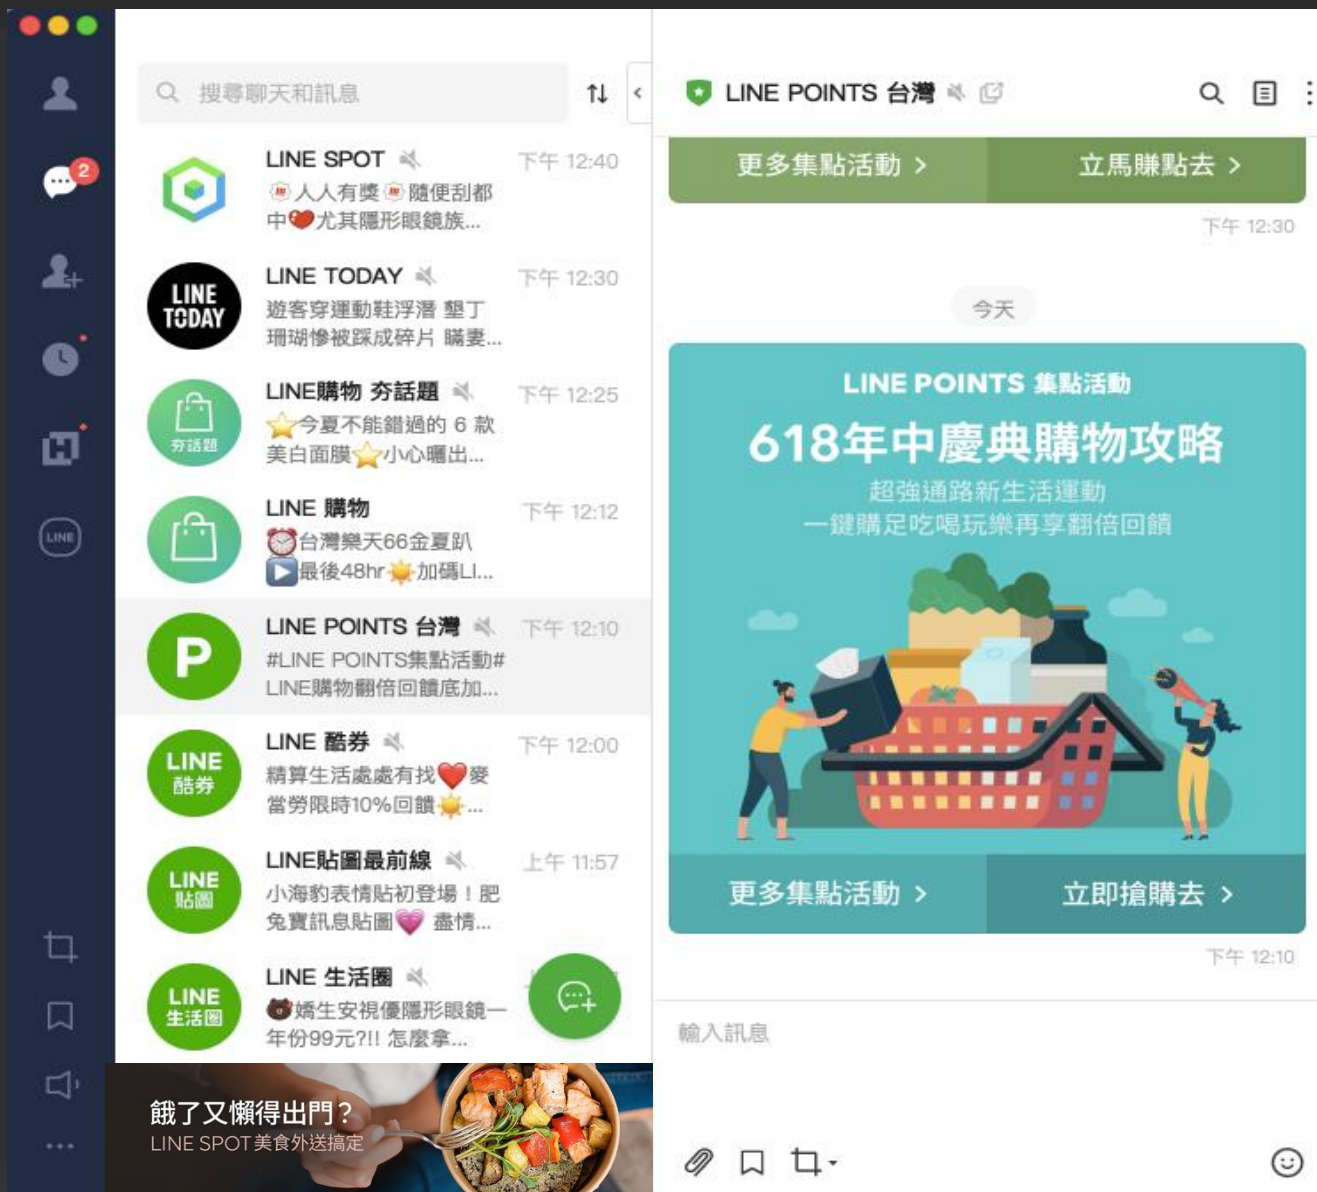 搜尋聊天和訊息
2
LINE
LINE SPOT
下午 12:40
人人有獎 隨便刮都
中 尤其隱形眼鏡族...
LINE
TODAY
LINE TODAY
下午 12:30
遊客穿運動鞋浮潛 墾丁
珊瑚慘被踩成碎片 瞞妻...
夯話題
LINE購物 夯話題
下午 12:25
今夏不能錯過的 6 款
美白面膜 小心曬出...
LINE 購物
下午 12:12
台灣樂天66金夏趴
最後48hr 加碼LI...
P
LINE POINTS 台灣
下午 12:10
#LINE POINTS集點活動#
LINE購物翻倍回饋底加...
LINE
酷券
LINE 酷券
下午 12:00
精算生活處處有找 麥
當勞限時10%回饋 ...
LINE
貼圖
LINE貼圖最前線
上午 11:57
小海豹表情貼初登場！肥
兔寶訊息貼圖 盡情...
LINE
生活圈
LINE 生活圈
嬌生安視優隱形眼鏡一
年份99元?!! 怎麼拿...
餓了又懶得出門？
LINE SPOT美食外送搞定
LINE POINTS 台灣
更多集點活動 >
立馬賺點去 >
下午 12:30
今天
LINE POINTS 集點活動
618年中慶典購物攻略
超強通路新生活運動
一鍵購足吃喝玩樂再享翻倍回饋
更多集點活動 >
立即搶購去 >
下午 12:10
輸入訊息